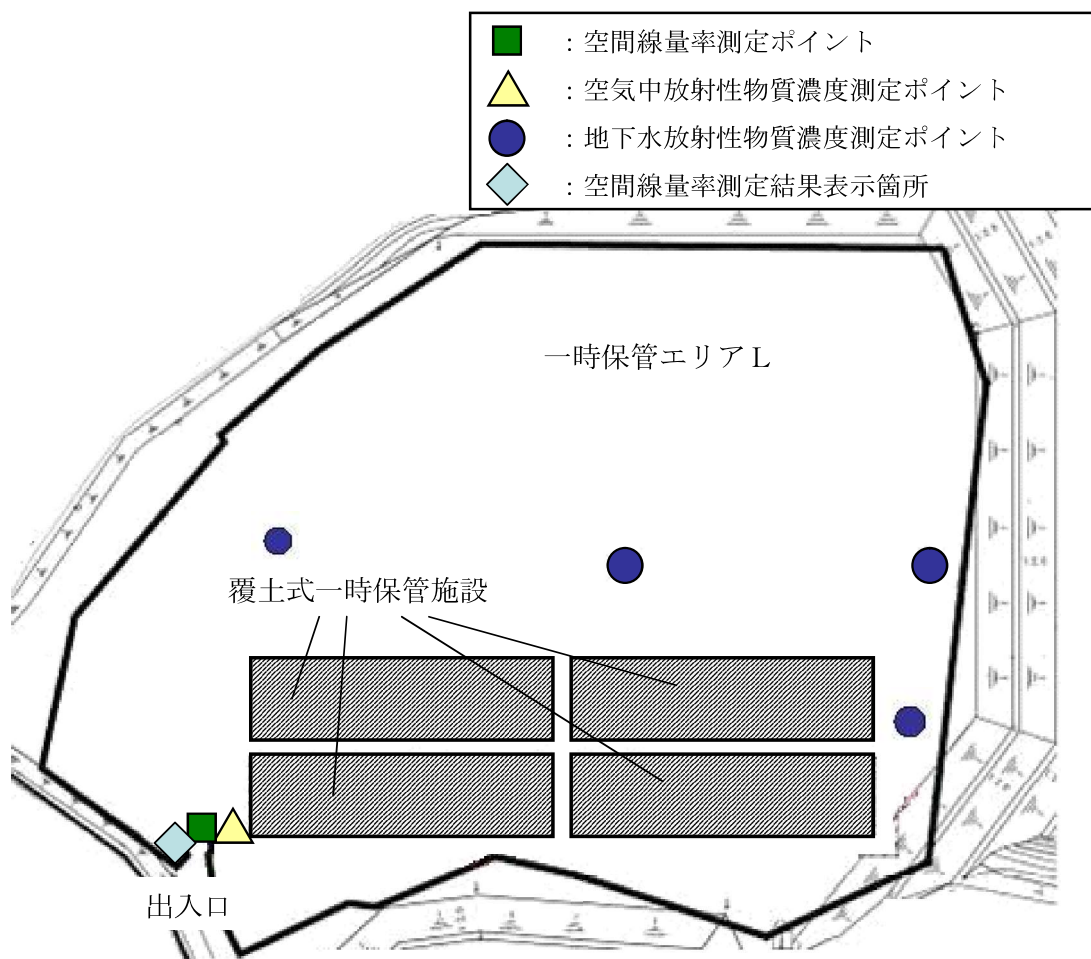 ：空間線量率測定ポイント
：空気中放射性物質濃度測定ポイント
：地下水放射性物質濃度測定ポイント
：空間線量率測定結果表示箇所
一時保管エリアL
覆土式一時保管施設
出入口